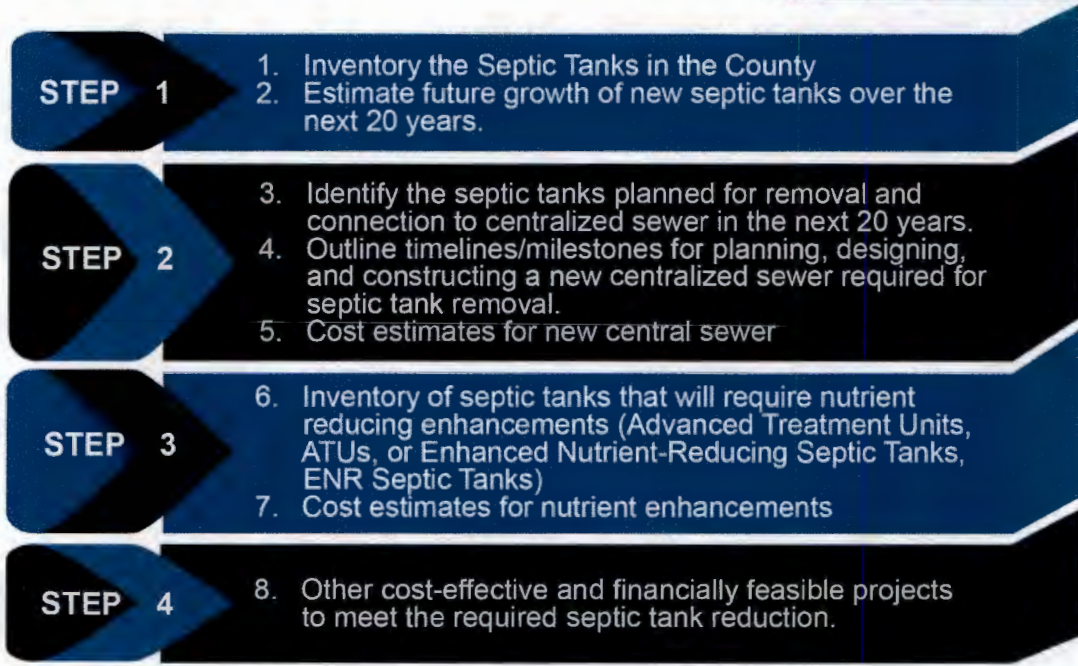 STEP 1
1. Inventory the Septic Tanks in the County
2. Estimate future growth of new septic tanks over the
next 20 years.
STEP 2
3. Identify the septic tanks planned for removal and
connection to centralized sewer in the next 20 years.
4. Outline timelines/milestones for planning, designing,
and constructing a new centralized sewer required for
septic tank removal.
5. Cost estimates for new central sewer
STEP 3
6. Inventory of septic tanks that will require nutrient
reducing enhancements (Advanced Treatment Units,
ATUs, or Enhanced Nutrient-Reducing Septic Tanks,
ENR Septic Tanks)
7. Cost estimates for nutrient enhancements
STEP 4
8. Other cost-effective and financially feasible projects
to meet the required septic tank reduction.